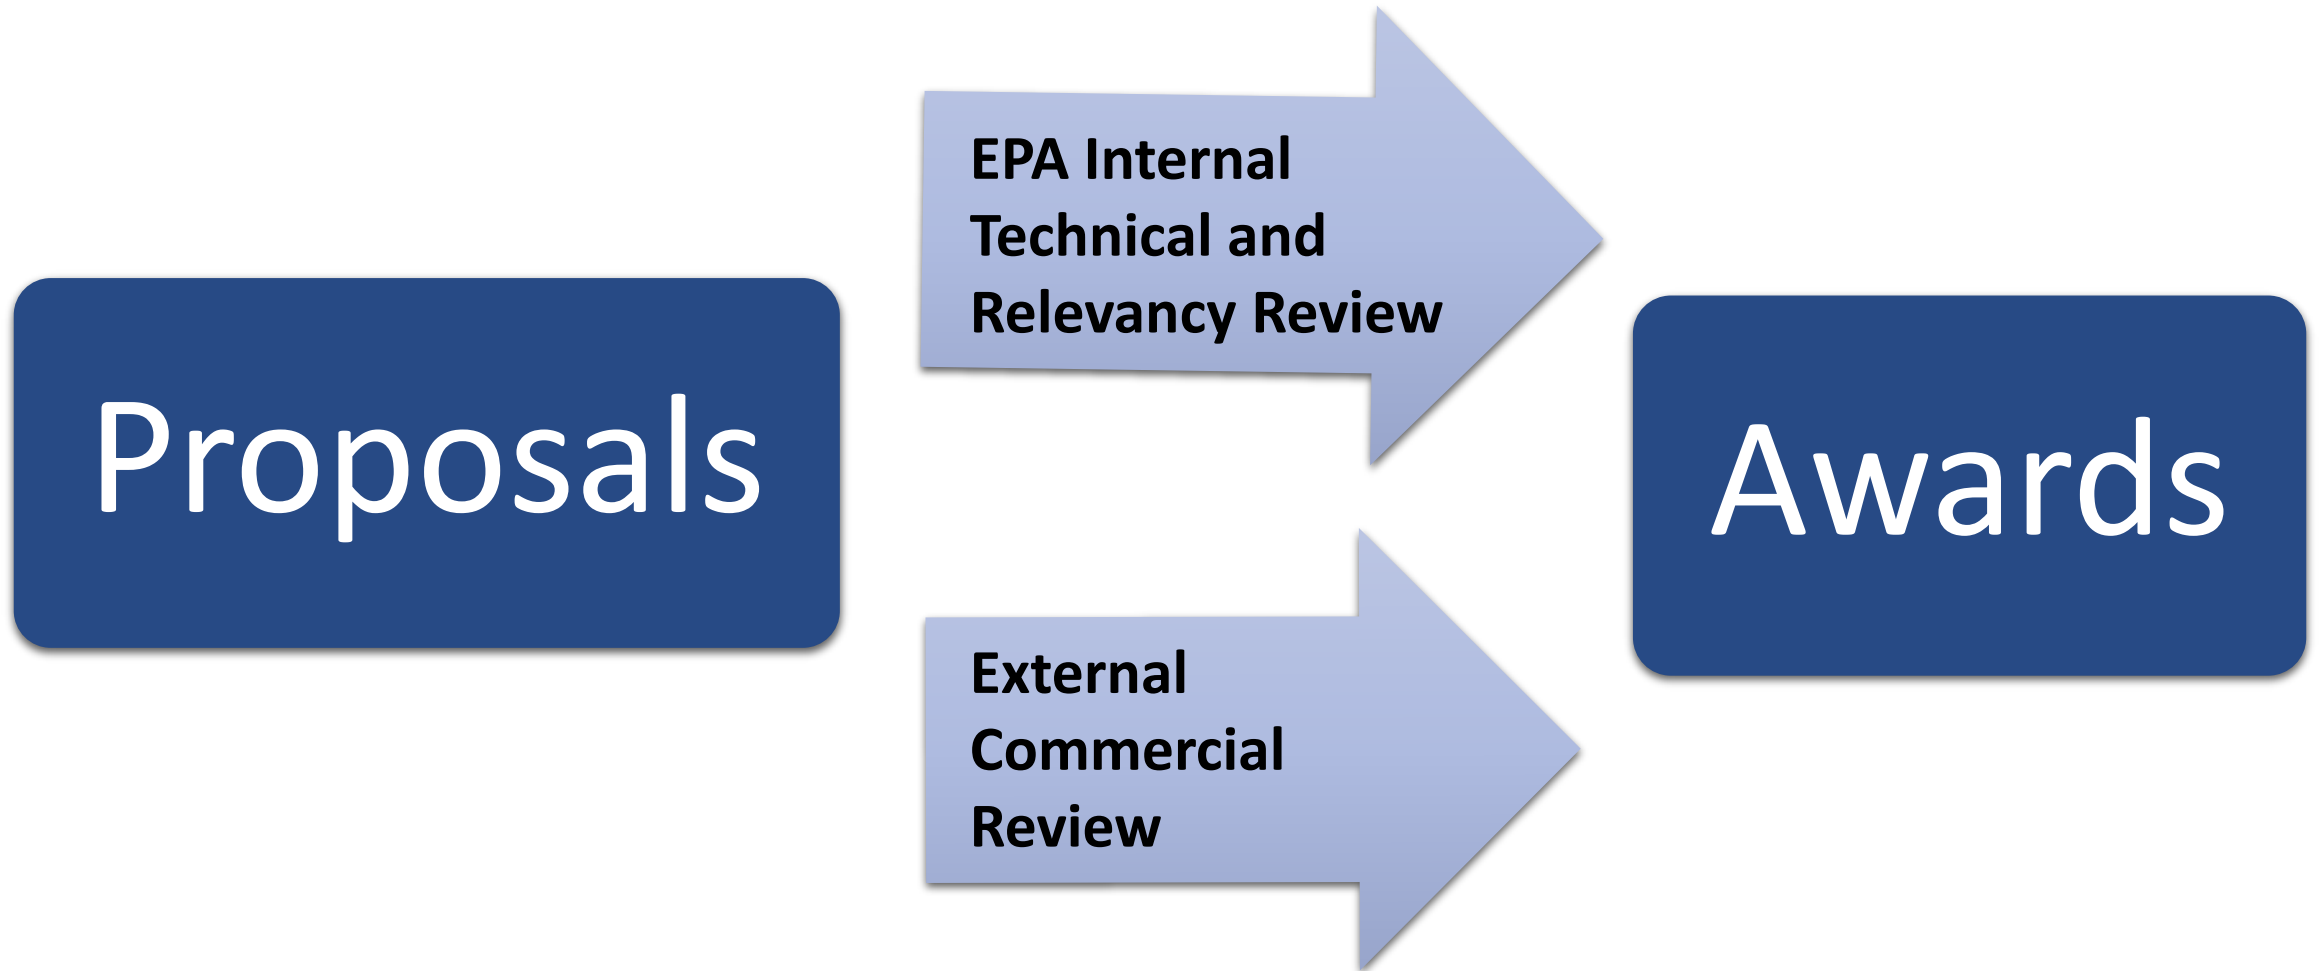 Proposals
EPA Internal
Technical and
Relevancy Review
External
Commercial
Review
Awards